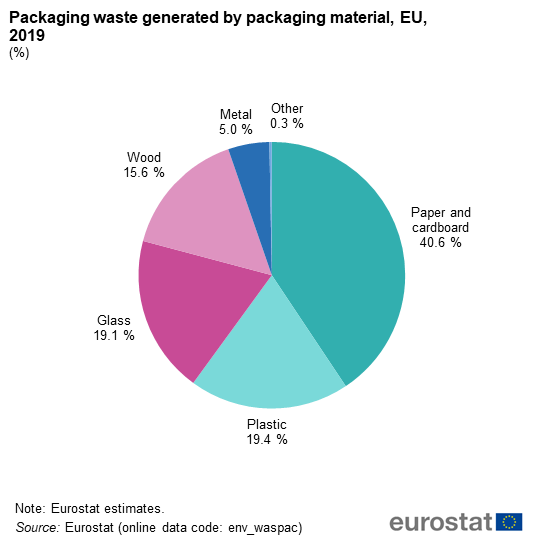 Packaging waste generated by packaging material, EU,
2019
(%)
Other
0.3 %
Metal
5.0 %
Wood
15.6 %
Paper and
cardboard
40.6 %
Glass
19.1 %
Plastic
19.4 %
Note: Eurostat estimates.
Source: Eurostat (online data code: env_waspac)
eurostat